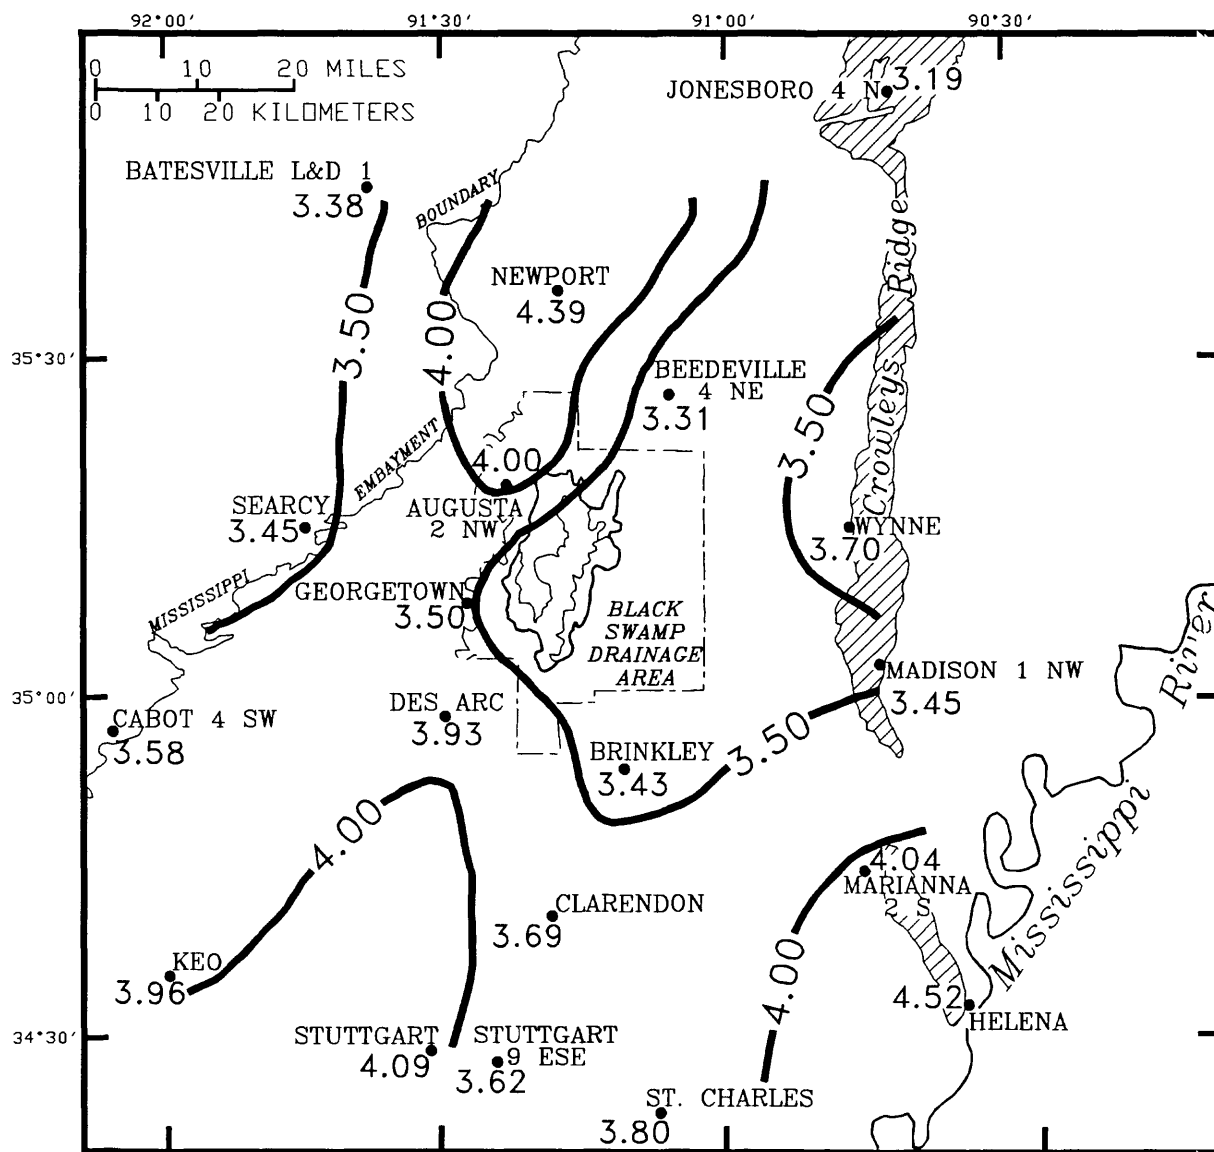 92°00′ 91°30′ 91°00′ 90°30′
0 10 20 MILES
0 10 20 KILOMETERS
JONESBORO 4 N
3.19
BATESVILLE L&D 1
3.38
BOUNDARY
Crowleys Ridge
NEWPORT
4.39
3.50
4.00
35°30′
BEEDEVILLE
4 NE
3.31
3.50
EMBAYMENT
4.00
AUGUSTA
2 NW
SEARCY
3.45
WYNNE
3.70
MISSISSIPPI
GEORGETOWN
3.50
BLACK
SWAMP
DRAINAGE
AREA
River
MADISON 1 NW
3.45
35°00′
DES ARC
3.93
CABOT 4 SW
3.58
3.50
BRINKLEY
3.43
4.00
Mississippi
4.04
MARIANNA
2 S
CLARENDON
3.69
KEO
3.96
4.00
4.52
HELENA
34°30′
STUTTGART
4.09
STUTTGART
9 ESE
3.62
ST. CHARLES
3.80